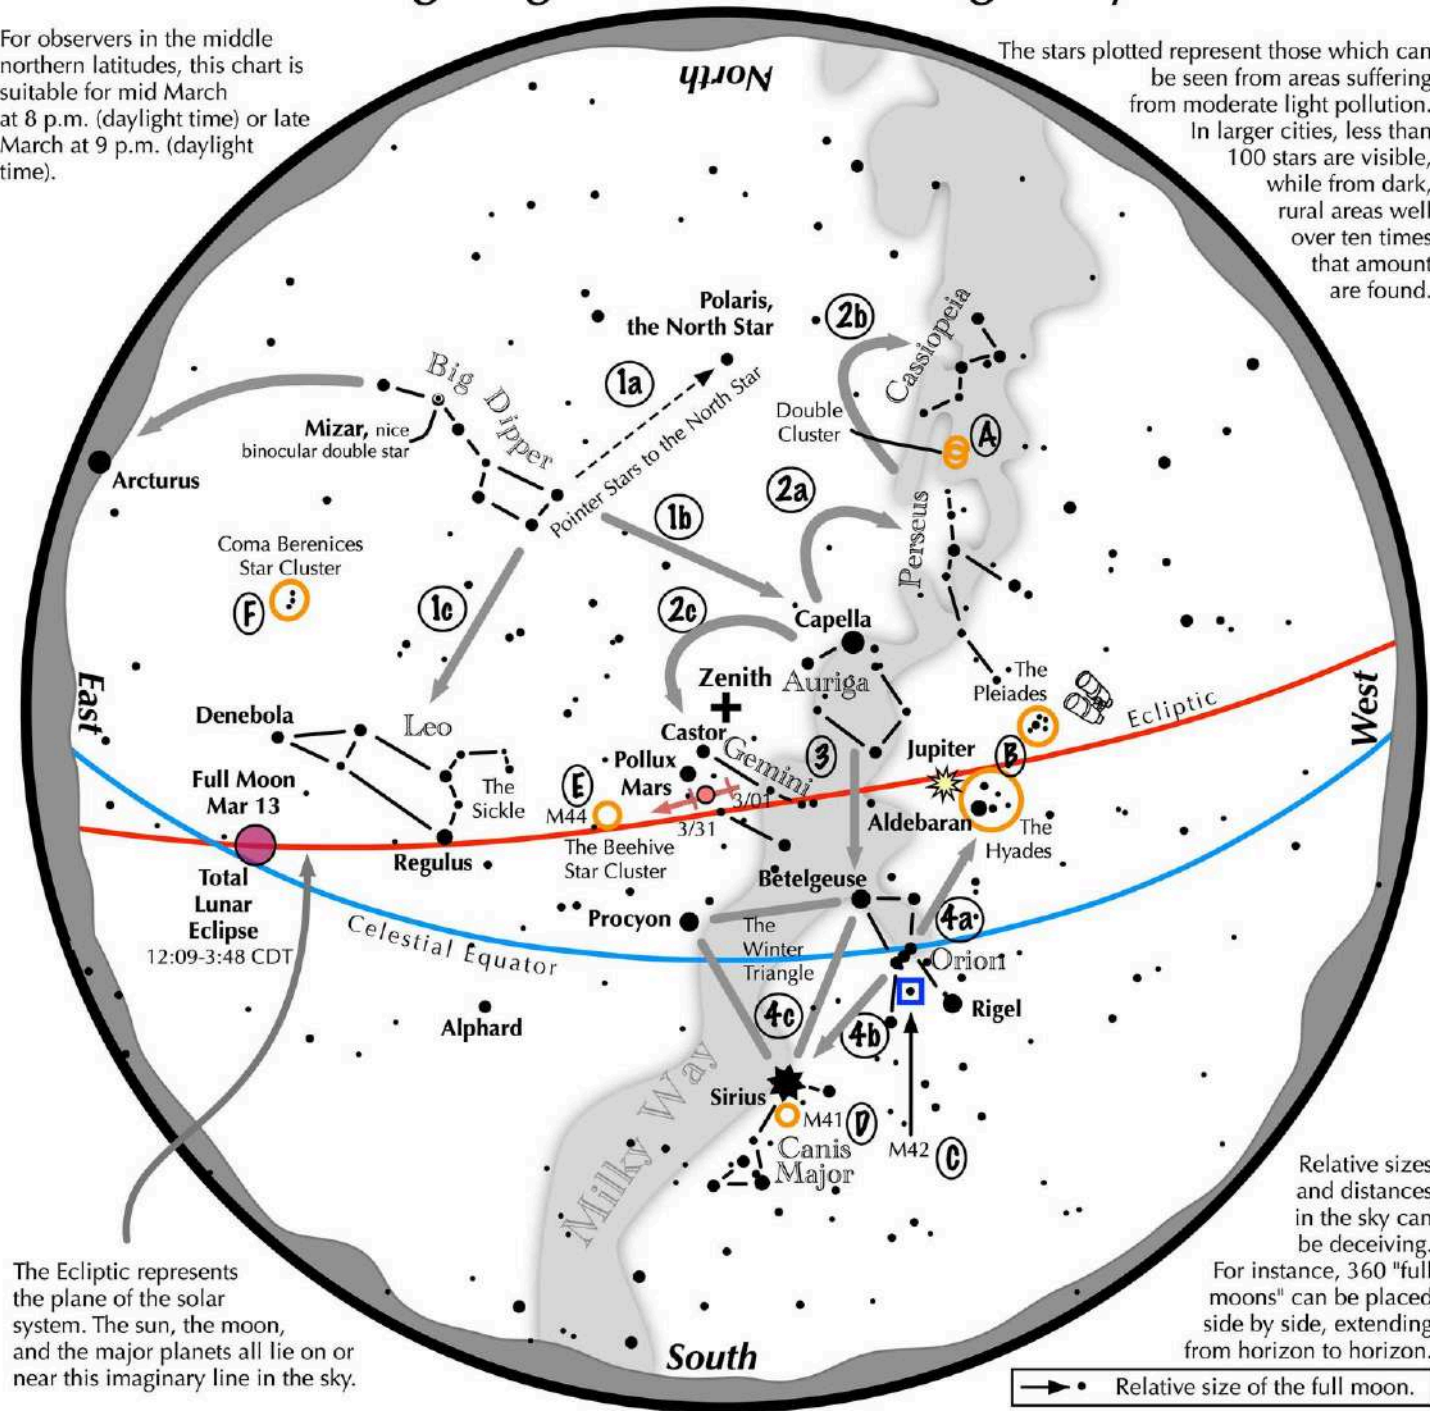 For observers in the middle
northern latitudes, this chart is
suitable for mid March
at 8 p.m. (daylight time) or late
March at 9 p.m. (daylight
time).
The stars plotted represent those which can
be seen from areas suffering
from moderate light pollution.
In larger cities, less than
100 stars are visible,
while from dark,
rural areas well
over ten times
that amount
are found.
North
Polaris,
the North Star
2b
Cassiopeia
1a
Big Dipper
Pointer Stars to the North Star
Double
Cluster
A
Mizar, nice
binocular double star
Arcturus
2a
1b
Perseus
Coma Berenices
Star Cluster
F
1c
2c
Capella
Auriga
Zenith
The
Pleiades
Ecliptic
East
West
Denebola
Leo
Castor
Gemini
3
Jupiter
B
Pollux
Mars
3/01
3/31
Full Moon
Mar 13
The
Sickle
E
M44
Aldebaran
The
Hyades
Regulus
The Beehive
Star Cluster
Total
Lunar
Eclipse
12:09-3:48 CDT
Betelgeuse
Procyon
The
Winter
Triangle
4a
Celestial Equator
Orion
Rigel
Alphard
4c
4b
Milky Way
Sirius
M41
D
M42
C
Canis
Major
South
The Ecliptic represents
the plane of the solar
system. The sun, the moon,
and the major planets all lie on or
near this imaginary line in the sky.
Relative sizes
and distances
in the sky can
be deceiving.
For instance, 360 "full
moons" can be placed
side by side, extending
from horizon to horizon.
Relative size of the full moon.